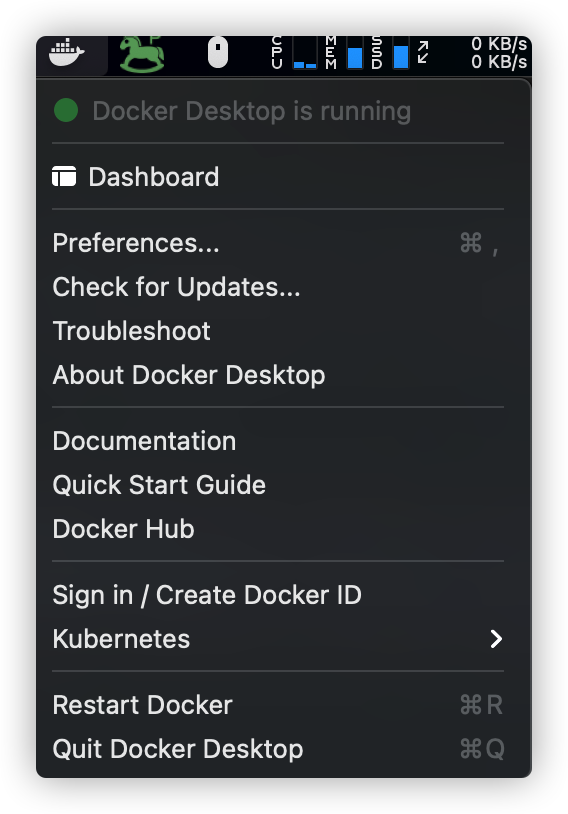 CPU MEM SSD 0 KB/s
0 KB/s
Docker Desktop is running
Dashboard
Preferences... ⌘ ,
Check for Updates...
Troubleshoot
About Docker Desktop
Documentation
Quick Start Guide
Docker Hub
Sign in / Create Docker ID
Kubernetes
Restart Docker ⌘R
Quit Docker Desktop ⌘Q